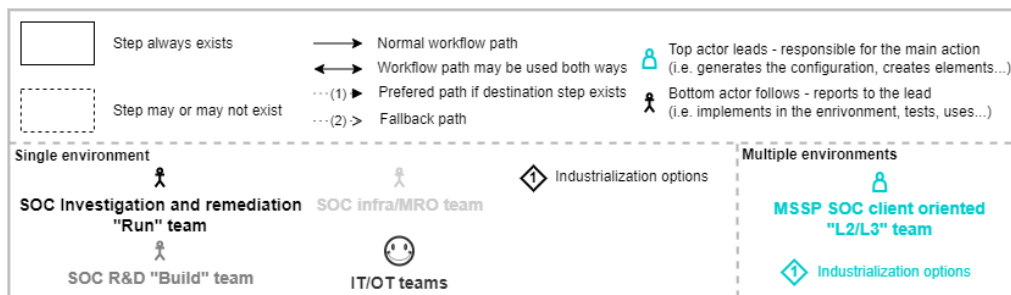 Step always exists
Normal workflow path
Top actor leads - responsible for the main action
(i.e. generates the configuration, creates elements...)
Workflow path may be used both ways
Step may or may not exist
(1)
Prefered path if destination step exists
Bottom actor follows - reports to the lead
(i.e. implements in the enrivonment, tests, uses...)
(2)
Fallback path
Single environment
SOC Investigation and remediation
"Run" team
SOC infra/MRO team
1
Industrialization options
SOC R&D "Build" team
IT/OT teams
Multiple environments
MSSP SOC client oriented
"L2/L3" team
1
Industrialization options